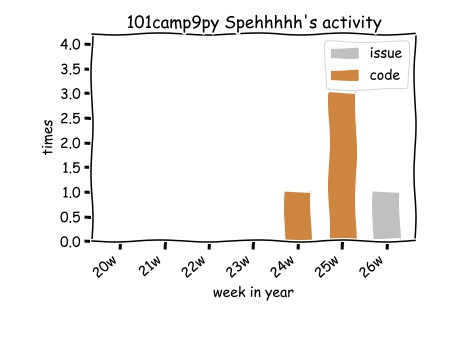 101camp9py Spehhhhh's activity
issue
code
4.0
3.5
3.0
2.5
2.0
1.5
1.0
0.5
0.0
times
20w
21w
22w
23w
24w
25w
26w
week in year